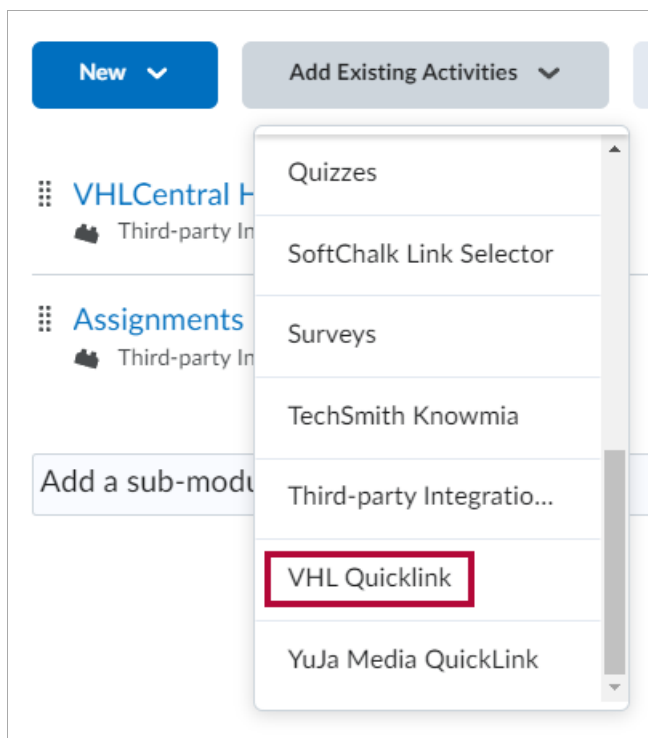 New
Add Existing Activities
VHLCentral H
Third-party In
Assignments
Third-party In
Add a sub-modu
Quizzes
SoftChalk Link Selector
Surveys
TechSmith Knowmia
Third-party Integratio...
VHL Quicklink
YuJa Media QuickLink